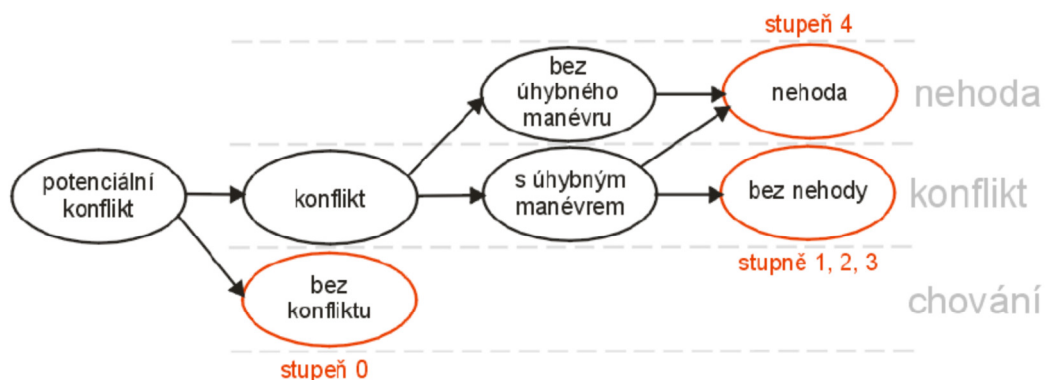 stupeň 4
bez
úhybného
manévru
nehoda
nehoda
potenciální
konflikt
konflikt
s úhybným
manévrem
bez nehody
konflikt
stupně 1, 2, 3
bez
konfliktu
chování
stupeň 0